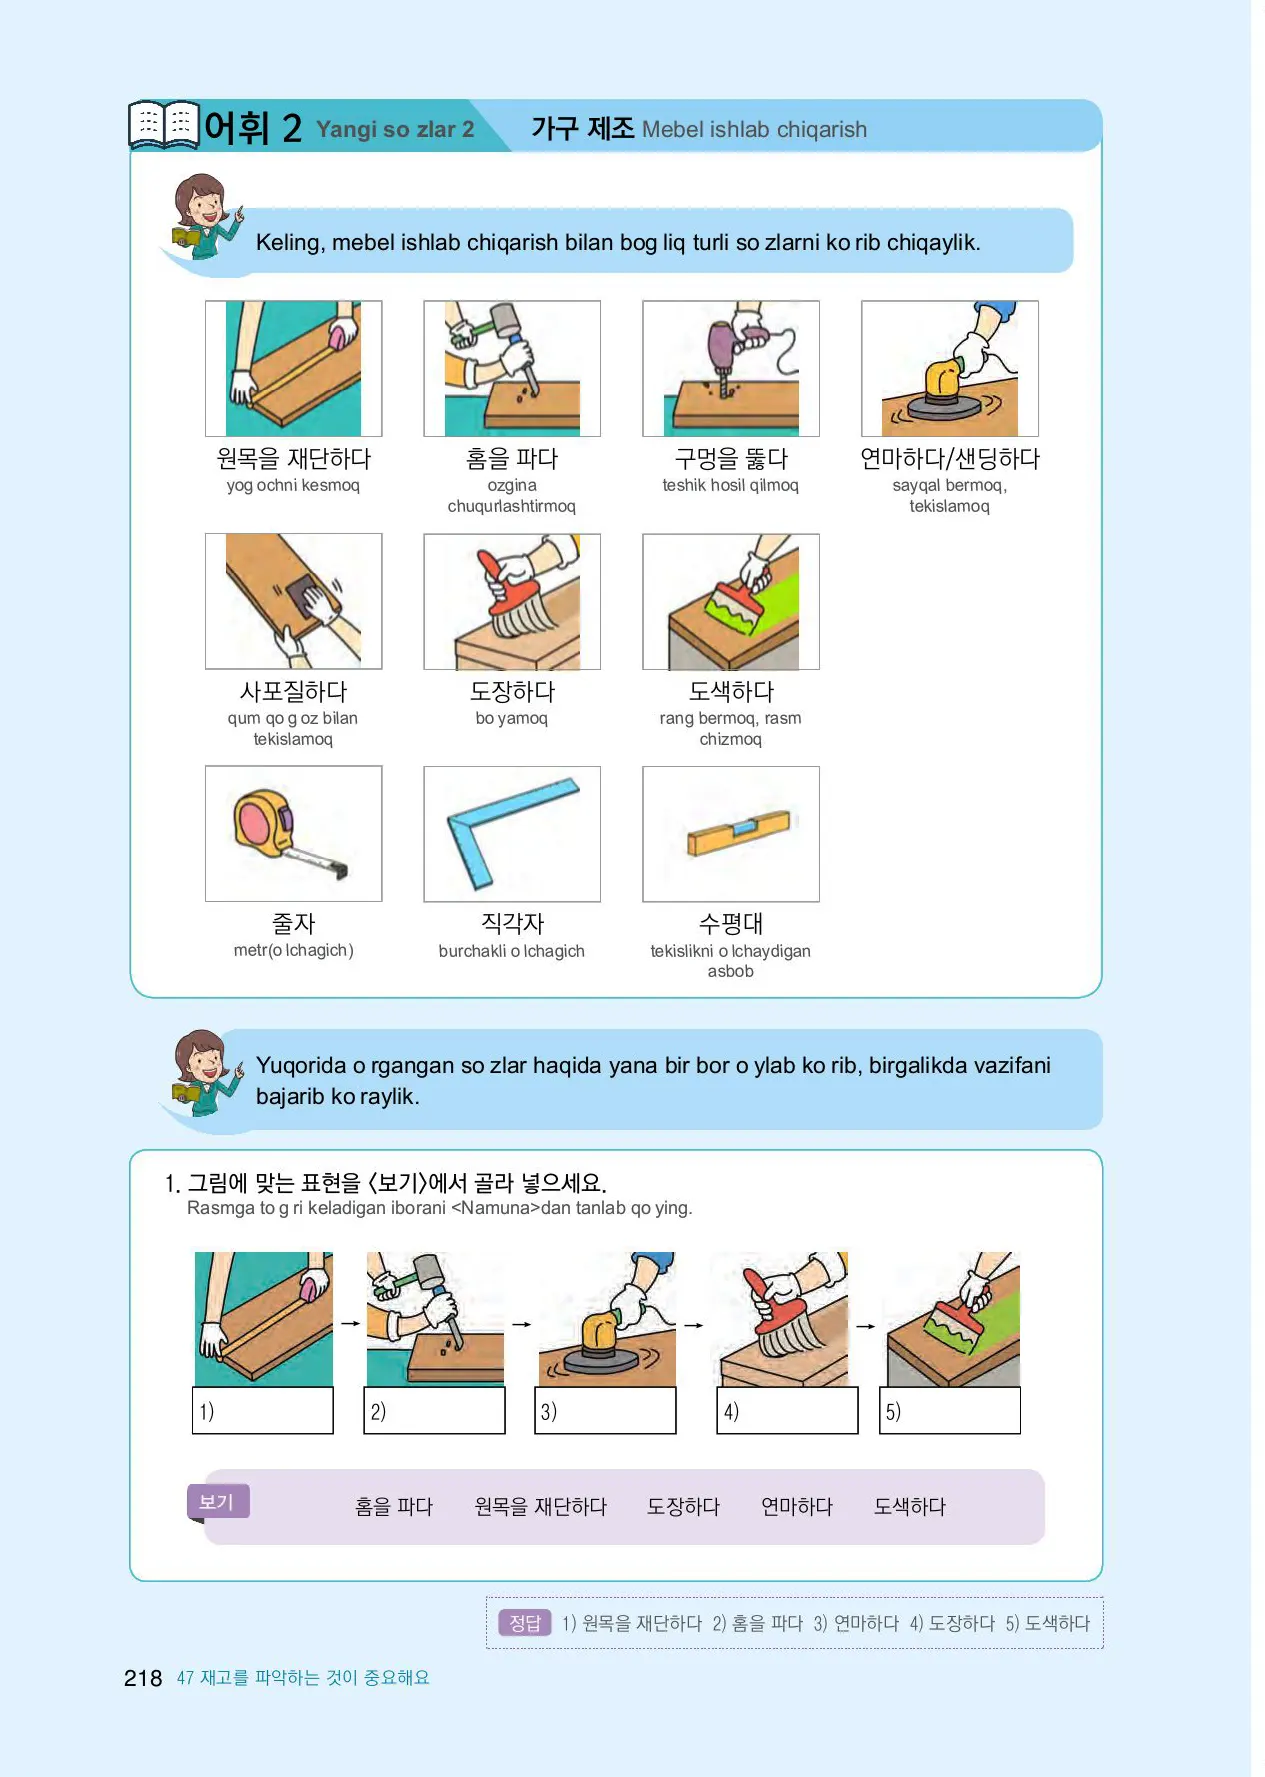 어휘 2 Yangi so zlar 2 가구 제조 Mebel ishlab chiqarish
Keling, mebel ishlab chiqarish bilan bog liq turli so zlarni ko rib chiqaylik.
원목을 재단하다 홈을 파다 구멍을 뚫다 연마하다/샌딩하다
yog ochni kesmoq ozgina teshik hosil qilmoq sayqal bermoq,
chuqurlashtirmoq tekislamoq
사포질하다 도장하다 도색하다
qum qo g oz bilan bo yamoq rang bermoq, rasm
tekislamoq chizmoq
줄자 직각자 수평대
metr(o lchagich) burchakli o lchagich tekislikni o lchaydigan
asbob
Yuqorida o rgangan so zlar haqida yana bir bor o ylab ko rib, birgalikda vazifani
bajarib ko raylik.
1. 그림에 맞는 표현을 〈보기〉에서 골라 넣으세요.
Rasmga to g ri keladigan iborani <Namuna>dan tanlab qo ying.
→ → → →
1) 2) 3) 4) 5)
보기 홈을 파다 원목을 재단하다 도장하다 연마하다 도색하다
정답 1) 원목을 재단하다 2) 홈을 파다 3) 연마하다 4) 도장하다 5) 도색하다
218 47 재고를 파악하는 것이 중요해요